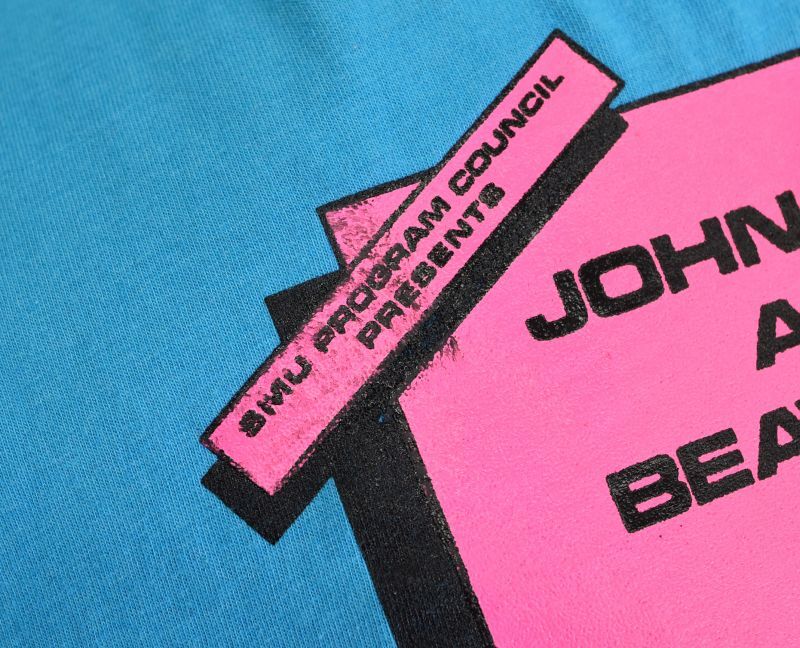 SMU PROGRAM COUNCIL
PRESENTS
JOHN
A
BEA